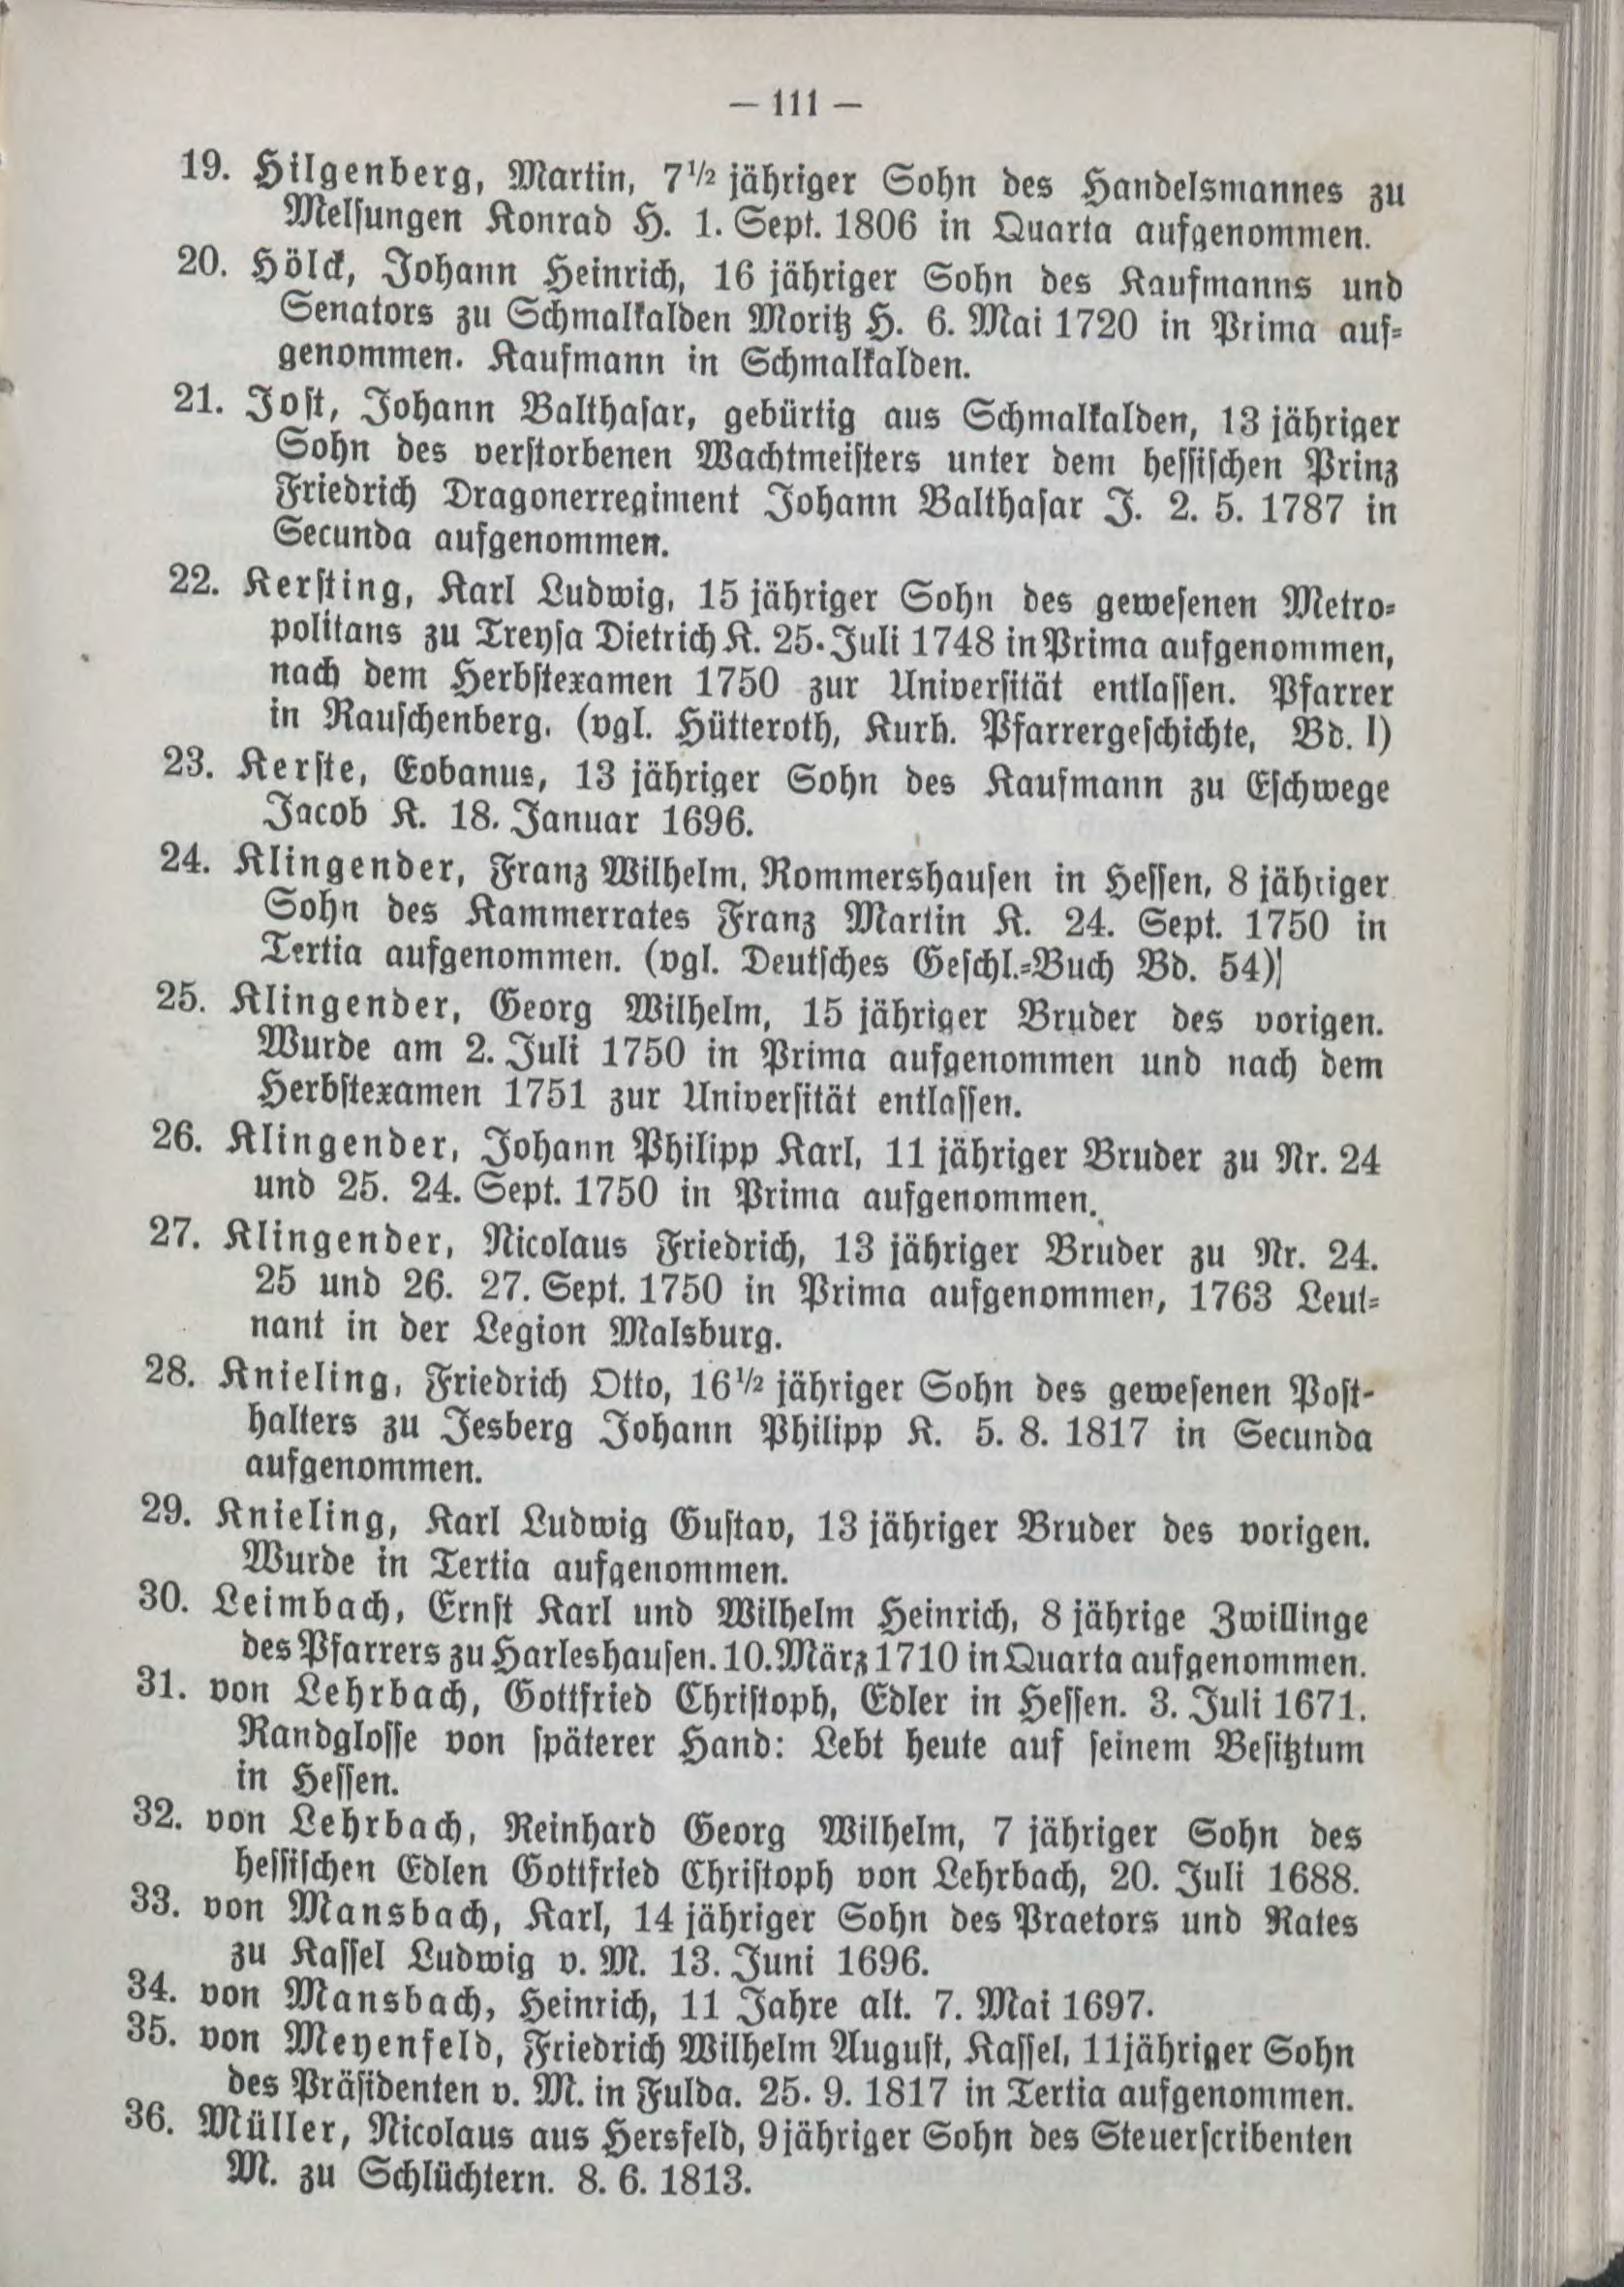 — 111 —
19. Hilgenberg, Martin, 7½ jähriger Sohn des Handelsmannes zu
Melsungen Konrad H. 1. Sept. 1806 in Quarta aufgenommen.
20. Hölck, Johann Heinrich, 16 jähriger Sohn des Kaufmanns und
Senators zu Schmalkalden Moritz H. 6. Mai 1720 in Prima auf-
genommen. Kaufmann in Schmalkalden.
21. Jost, Johann Balthasar, gebürtig aus Schmalkalden, 13 jähriger
Sohn des verstorbenen Wachtmeisters unter dem hessischen Prinz
Friedrich Dragonerregiment Johann Balthasar J. 2. 5. 1787 in
Secunda aufgenommen.
22. Kersting, Karl Ludwig, 15 jähriger Sohn des gewesenen Metro-
politans zu Treysa Dietrich K. 25. Juli 1748 in Prima aufgenommen,
nach dem Herbstexamen 1750 zur Universität entlassen. Pfarrer
in Rauschenberg. (vgl. Hütteroth, Kurh. Pfarrergeschichte, Bd. I)
23. Kerste, Eobanus, 13 jähriger Sohn des Kaufmann zu Eschwege
Jacob K. 18. Januar 1696.
24. Klingender, Franz Wilhelm, Rommershausen in Hessen, 8 jähriger
Sohn des Kammerrates Franz Martin K. 24. Sept. 1750 in
Tertia aufgenommen. (vgl. Deutsches Geschl.-Buch Bd. 54)
25. Klingender, Georg Wilhelm, 15 jähriger Bruder des vorigen.
Wurde am 2. Juli 1750 in Prima aufgenommen und nach dem
Herbstexamen 1751 zur Universität entlassen.
26. Klingender, Johann Philipp Karl, 11 jähriger Bruder zu Nr. 24
und 25. 24. Sept. 1750 in Prima aufgenommen.
27. Klingender, Nicolaus Friedrich, 13 jähriger Bruder zu Nr. 24.
25 und 26. 27. Sept. 1750 in Prima aufgenommen, 1763 Leut-
nant in der Legion Malsburg.
28. Knieling, Friedrich Otto, 16½ jähriger Sohn des gewesenen Post-
halters zu Jesberg Johann Philipp K. 5. 8. 1817 in Secunda
aufgenommen.
29. Knieling, Karl Ludwig Gustav, 13 jähriger Bruder des vorigen.
Wurde in Tertia aufgenommen.
30. Leimbach, Ernst Karl und Wilhelm Heinrich, 8 jährige Zwillinge
des Pfarrers zu Harleshausen. 10. März 1710 in Quarta aufgenommen.
31. von Lehrbach, Gottfried Christoph, Edler in Hessen. 3. Juli 1671.
Randglosse von späterer Hand: Lebt heute auf seinem Besitztum
in Hessen.
32. von Lehrbach, Reinhard Georg Wilhelm, 7 jähriger Sohn des
hessischen Edlen Gottfried Christoph von Lehrbach, 20. Juli 1688.
33. von Mansbach, Karl, 14 jähriger Sohn des Praetors und Rates
zu Kassel Ludwig v. M. 13. Juni 1696.
34. von Mansbach, Heinrich, 11 Jahre alt. 7. Mai 1697.
35. von Meyenfeld, Friedrich Wilhelm August, Kassel, 11jähriger Sohn
des Präsidenten v. M. in Fulda. 25. 9. 1817 in Tertia aufgenommen.
36. Müller, Nicolaus aus Hersfeld, 9jähriger Sohn des Steuerscribenten
M. zu Schlüchtern. 8. 6. 1813.